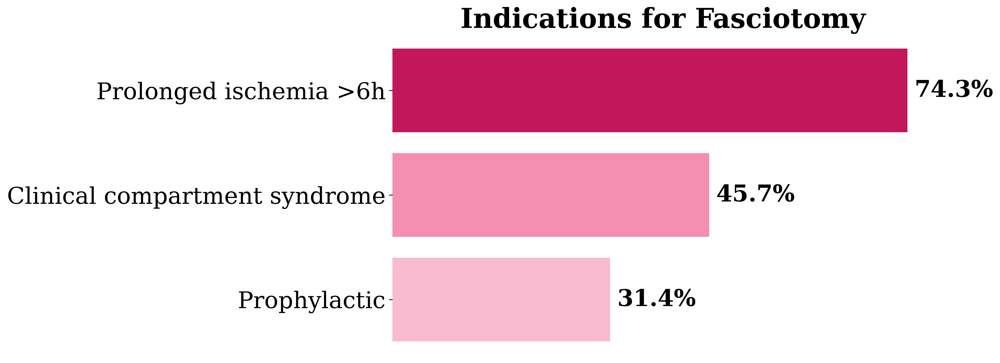 Indications for Fasciotomy
Prolonged ischemia >6h
74.3%
Clinical compartment syndrome
45.7%
Prophylactic
31.4%